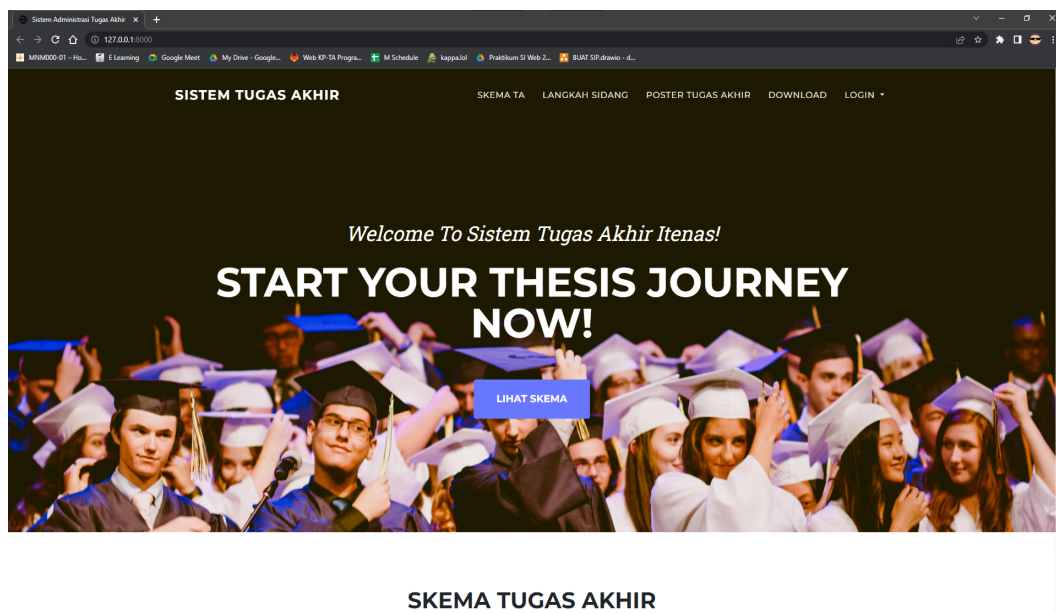 Sistem Administrasi Tugas Akhir
127.0.0.1:8000
MNM000-01 – Ho... E Learning Google Meet My Drive - Google... Web KP-TA Progra... M Schedule kappa.lol Praktikum SI Web 2... BUAT SIP.drawio - d...
SISTEM TUGAS AKHIR SKEMA TA LANGKAH SIDANG POSTER TUGAS AKHIR DOWNLOAD LOGIN
Welcome To Sistem Tugas Akhir Itenas!
START YOUR THESIS JOURNEY
NOW!
LIHAT SKEMA
SKEMA TUGAS AKHIR